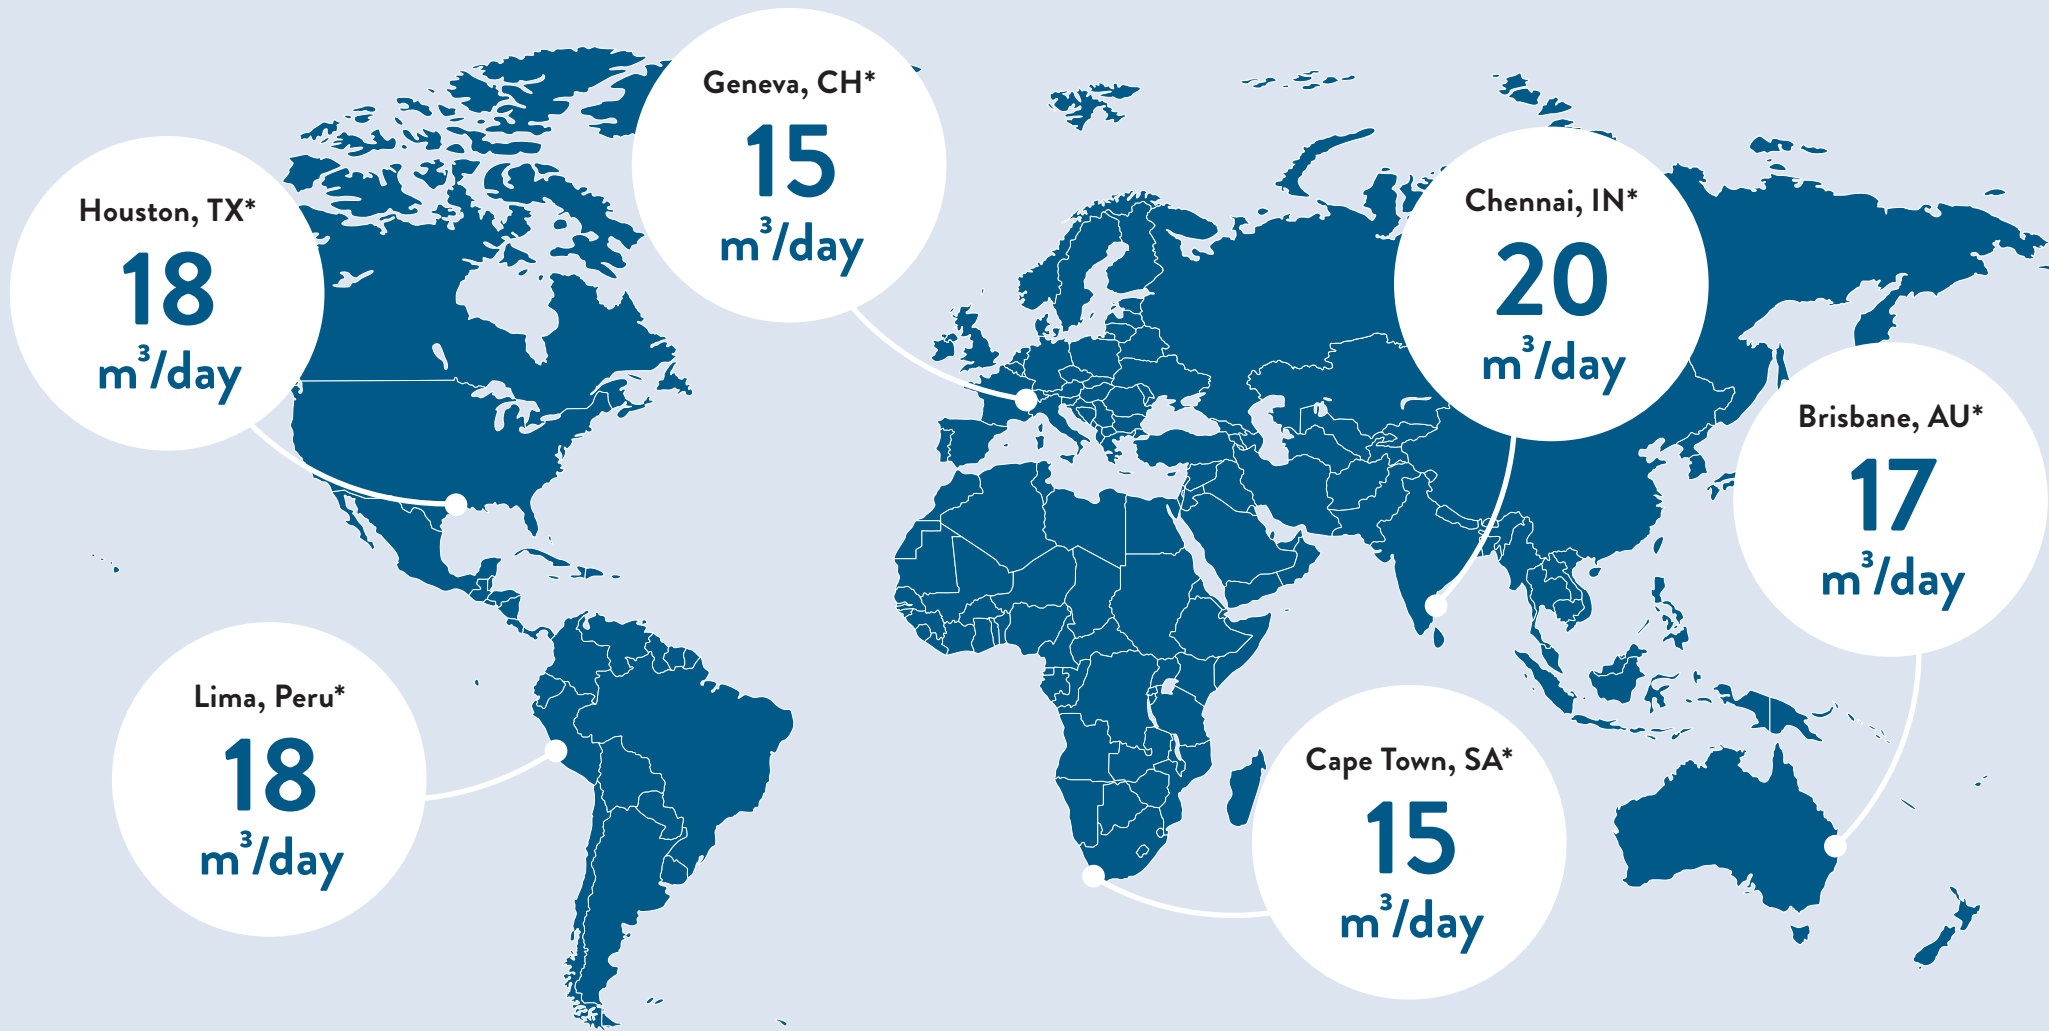 Geneva, CH*
15
m³/day
Houston, TX*
18
m³/day
Chennai, IN*
20
m³/day
Brisbane, AU*
17
m³/day
Lima, Peru*
18
m³/day
Cape Town, SA*
15
m³/day